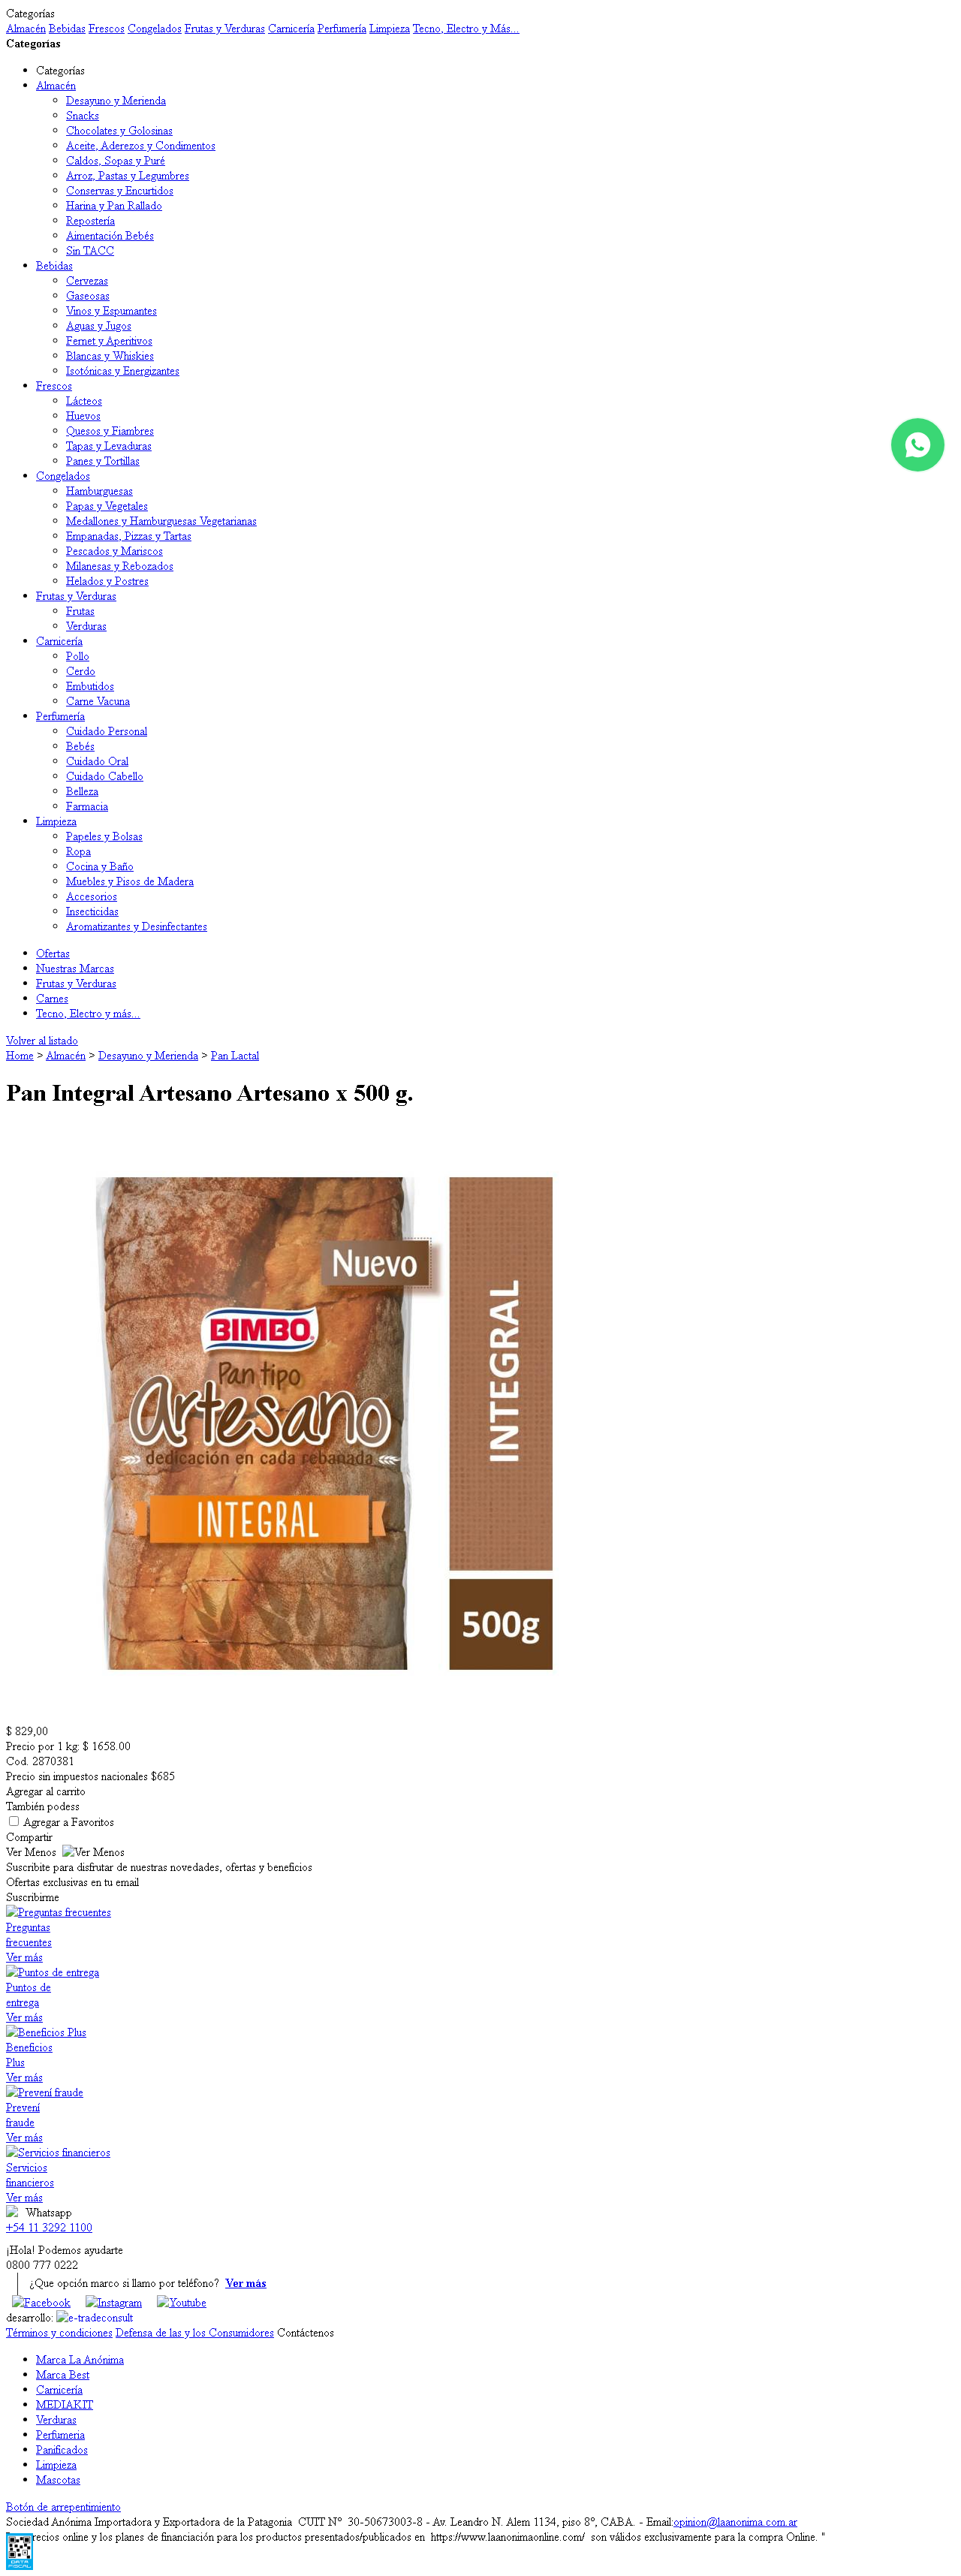 Categorías
Almacén Bebidas Frescos Congelados Frutas y Verduras Carnicería Perfumería Limpieza Tecno, Electro y Más...
Categorías
Categorías
Almacén
Desayuno y Merienda
Snacks
Chocolates y Golosinas
Aceite, Aderezos y Condimentos
Caldos, Sopas y Puré
Arroz, Pastas y Legumbres
Conservas y Encurtidos
Harina y Pan Rallado
Repostería
Aimentación Bebés
Sin TACC
Bebidas
Cervezas
Gaseosas
Vinos y Espumantes
Aguas y Jugos
Fernet y Aperitivos
Blancas y Whiskies
Isotónicas y Energizantes
Frescos
Lácteos
Huevos
Quesos y Fiambres
Tapas y Levaduras
Panes y Tortillas
Congelados
Hamburguesas
Papas y Vegetales
Medallones y Hamburguesas Vegetarianas
Empanadas, Pizzas y Tartas
Pescados y Mariscos
Milanesas y Rebozados
Helados y Postres
Frutas y Verduras
Frutas
Verduras
Carnicería
Pollo
Cerdo
Embutidos
Carne Vacuna
Perfumería
Cuidado Personal
Bebés
Cuidado Oral
Cuidado Cabello
Belleza
Farmacia
Limpieza
Papeles y Bolsas
Ropa
Cocina y Baño
Muebles y Pisos de Madera
Accesorios
Insecticidas
Aromatizantes y Desinfectantes
Ofertas
Nuestras Marcas
Frutas y Verduras
Carnes
Tecno, Electro y más...
Volver al listado
Home > Almacén > Desayuno y Merienda > Pan Lactal
Pan Integral Artesano Artesano x 500 g.
Nuevo
BIMBO
Pan tipo
Artesano
dedicación en cada rebanada
INTEGRAL
INTEGRAL
500g
$ 829,00
Precio por 1 kg: $ 1658.00
Cod. 2870381
Precio sin impuestos nacionales $685
Agregar al carrito
También podess
Agregar a Favoritos
Compartir
Ver Menos Ver Menos
Suscribite para disfrutar de nuestras novedades, ofertas y beneficios
Ofertas exclusivas en tu email
Suscribirme
Preguntas frecuentes
Preguntas
frecuentes
Ver más
Puntos de entrega
Puntos de
entrega
Ver más
Beneficios Plus
Beneficios
Plus
Ver más
Prevení fraude
Prevení
fraude
Ver más
Servicios financieros
Servicios
financieros
Ver más
Whatsapp
+54 11 3292 1100
¡Hola! Podemos ayudarte
0800 777 0222
¿Que opción marco si llamo por teléfono? Ver más
Facebook Instagram Youtube
desarrollo: e-tradeconsult
Términos y condiciones Defensa de las y los Consumidores Contáctenos
Marca La Anónima
Marca Best
Carnicería
MEDIAKIT
Verduras
Perfumeria
Panificados
Limpieza
Mascotas
Botón de arrepentimiento
Sociedad Anónima Importadora y Exportadora de la Patagonia CUIT Nº 30-50673003-8 - Av. Leandro N. Alem 1134, piso 8º, CABA. - Email:opinion@laanonima.com.ar
recios online y los planes de financiación para los productos presentados/publicados en https://www.laanonimaonline.com/ son válidos exclusivamente para la compra Online. "
DATA
FISCAL